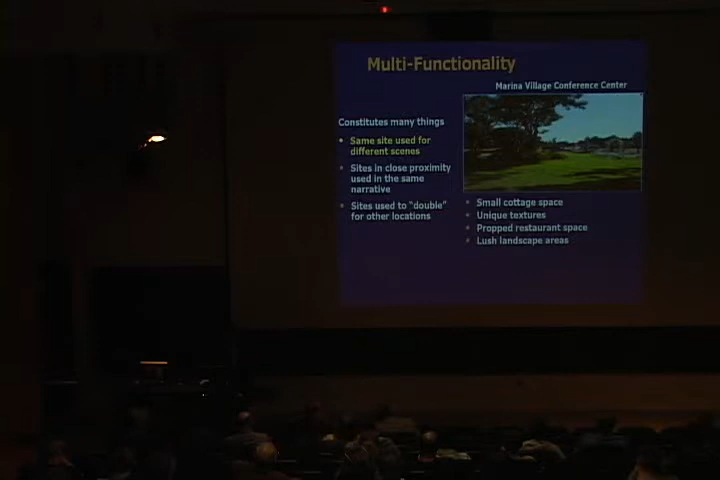 Multi-Functionality
Marina Village Conference Center
Constitutes many things
Same site used for
different scenes
Sites in close proximity
used in the same
narrative
Sites used to "double"
for other locations
Small cottage space
Unique textures
Propped restaurant space
Lush landscape areas